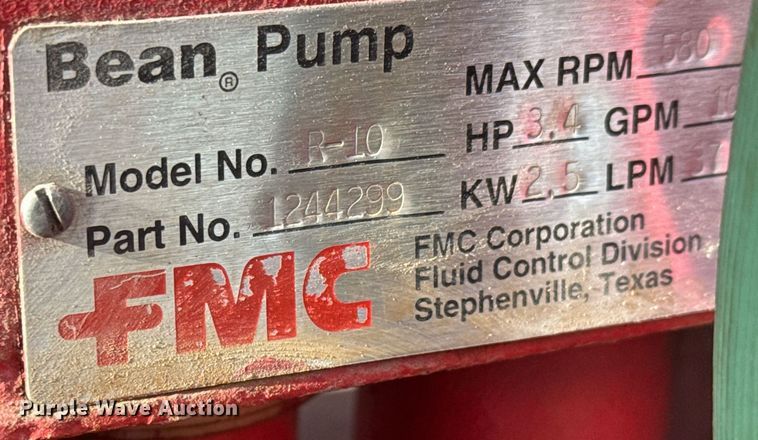 Bean® Pump
Model No. R-10
Part No. 1244299
MAX RPM 580
HP 3.4 GPM
KW 2.5 LPM
FMC
FMC Corporation
Fluid Control Division
Stephenville, Texas
Purple Wave Auction